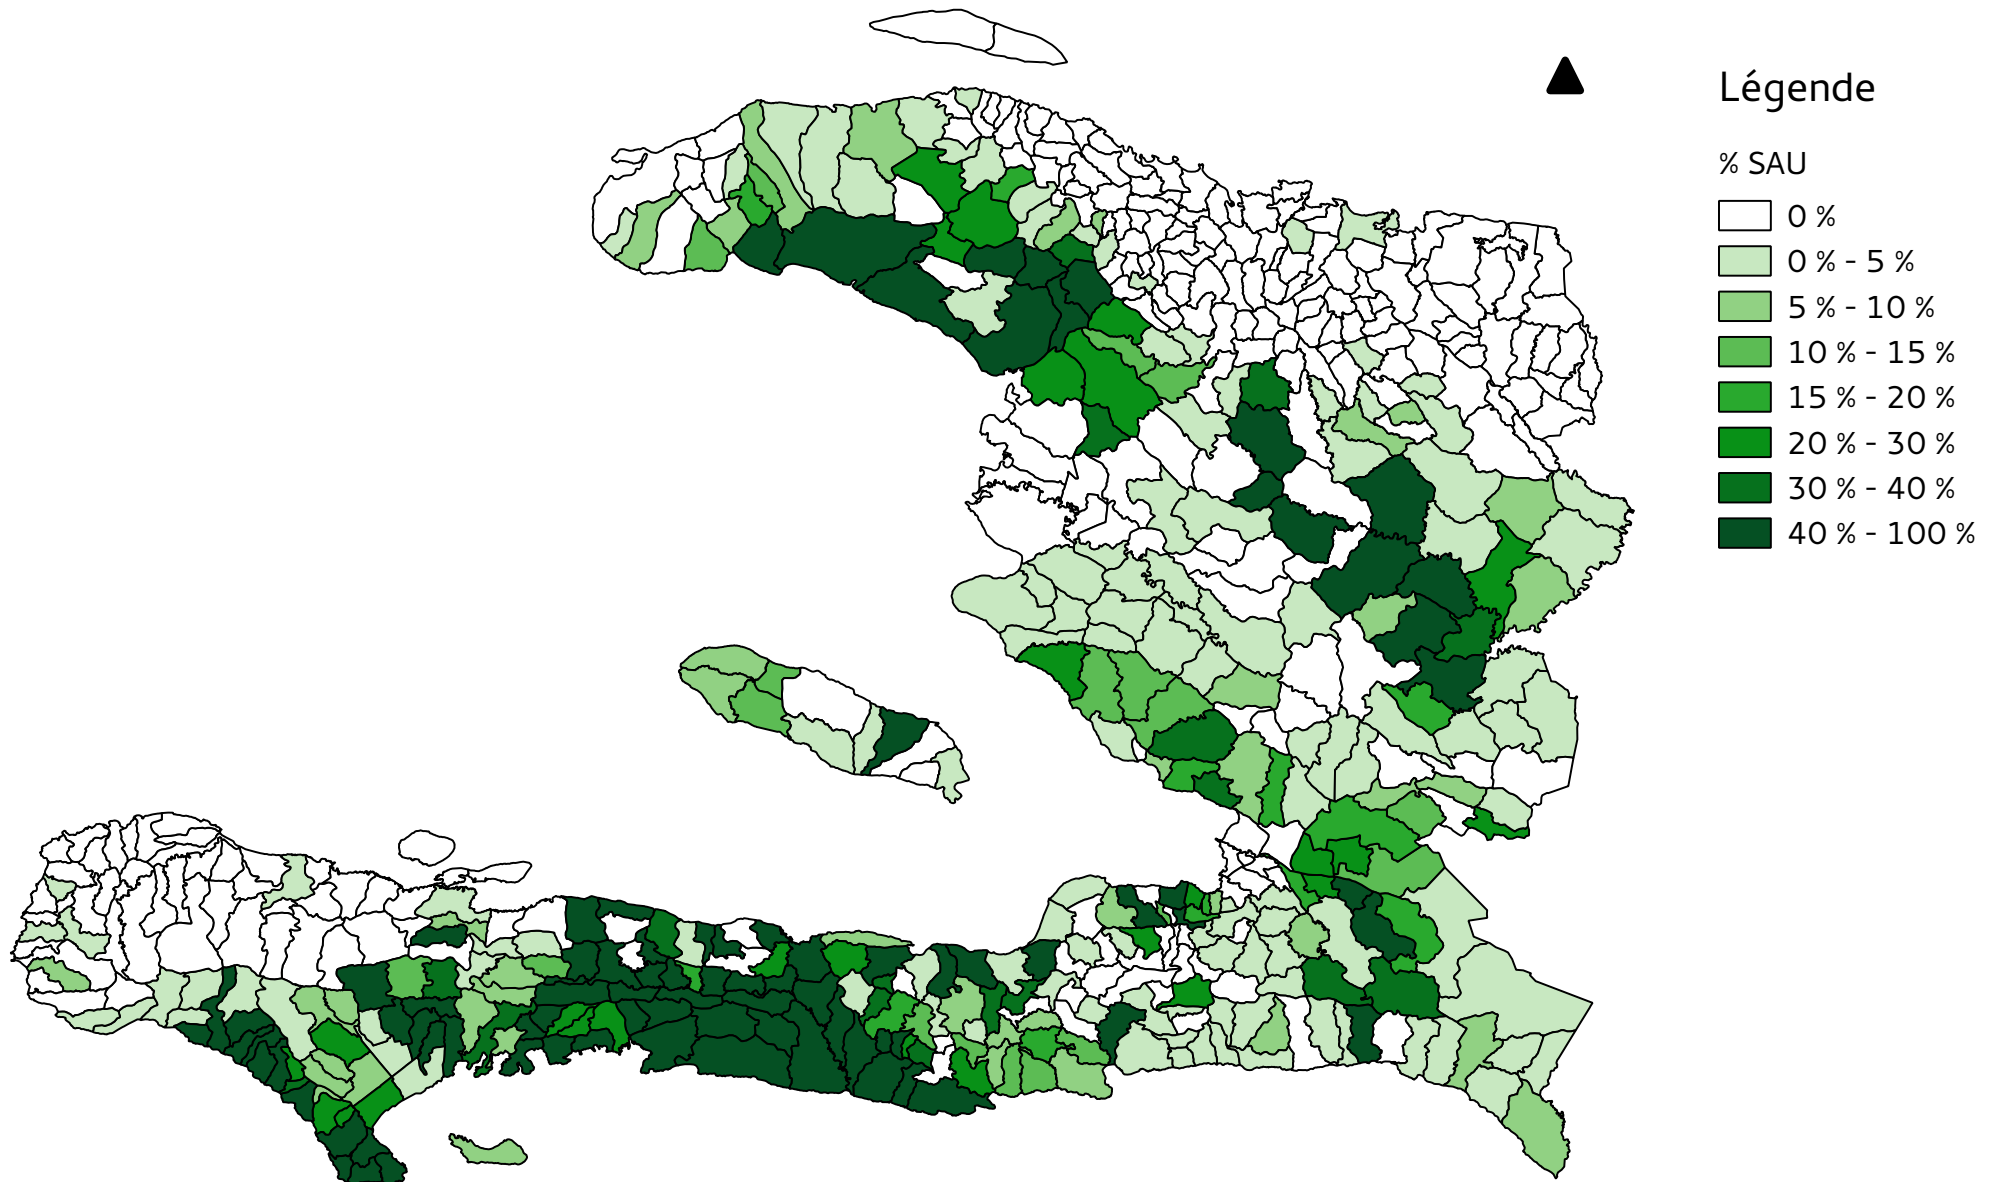 Légende
% SAU
0 %
0 % - 5 %
5 % - 10 %
10 % - 15 %
15 % - 20 %
20 % - 30 %
30 % - 40 %
40 % - 100 %